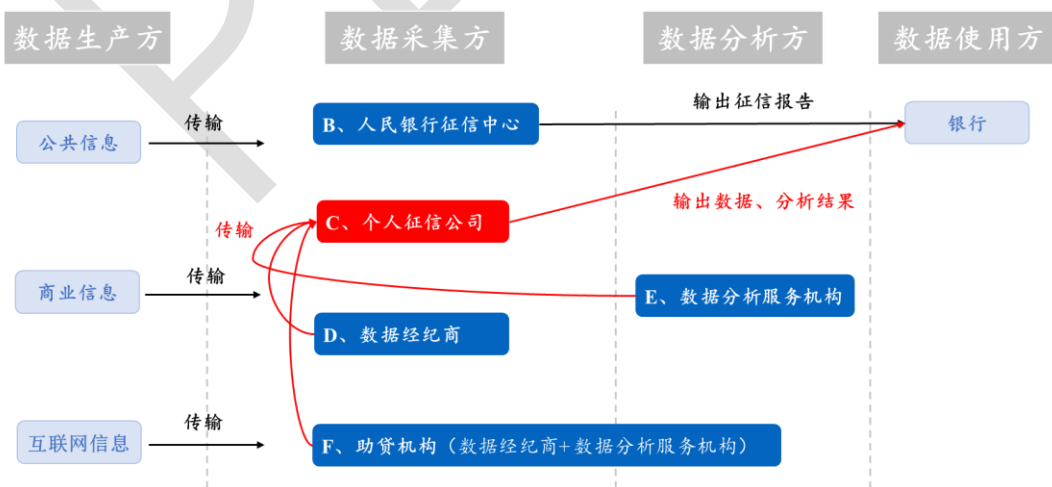 数据生产方
数据采集方
数据分析方
数据使用方
公共信息
传输
B、人民银行征信中心
输出征信报告
银行
C、个人征信公司
传输
输出数据、分析结果
商业信息
传输
E、数据分析服务机构
D、数据经纪商
互联网信息
传输
F、助贷机构（数据经纪商+数据分析服务机构）